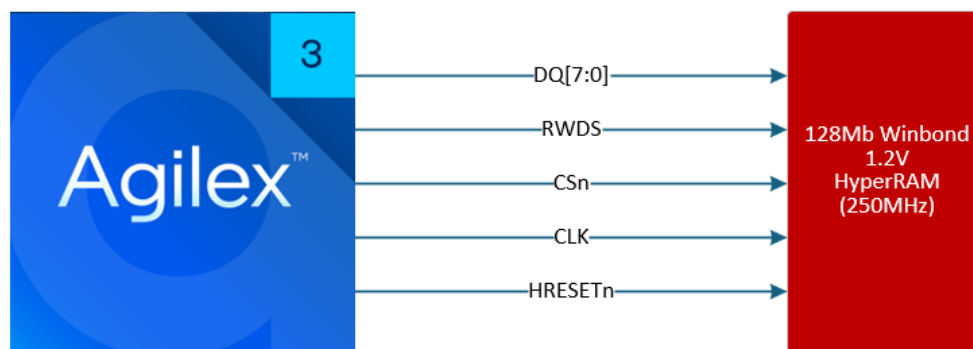 3
Agilex™
DQ[7:0]
RWDS
CSn
CLK
HRESETn
128Mb Winbond
1.2V
HyperRAM
(250MHz)